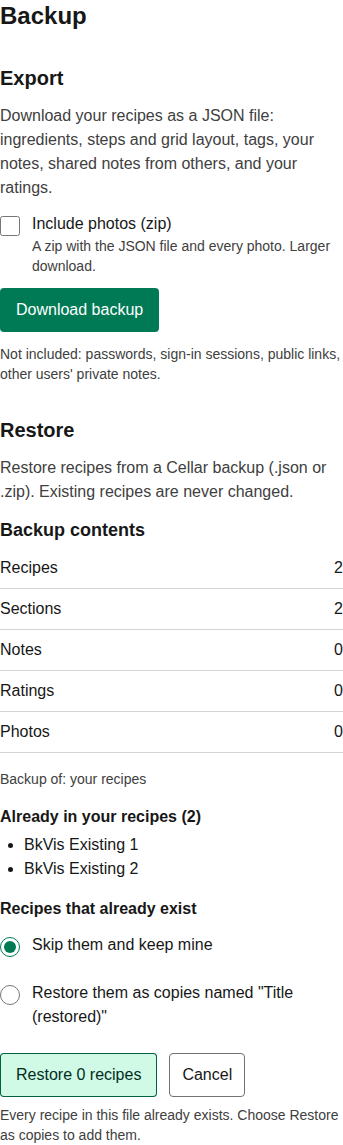 Backup
Export
Download your recipes as a JSON file:
ingredients, steps and grid layout, tags, your
notes, shared notes from others, and your
ratings.
Include photos (zip)
A zip with the JSON file and every photo. Larger
download.
Download backup
Not included: passwords, sign-in sessions, public links,
other users' private notes.
Restore
Restore recipes from a Cellar backup (.json or
.zip). Existing recipes are never changed.
Backup contents
Recipes 2
Sections 2
Notes 0
Ratings 0
Photos 0
Backup of: your recipes
Already in your recipes (2)
• BkVis Existing 1
• BkVis Existing 2
Recipes that already exist
Skip them and keep mine
Restore them as copies named "Title
(restored)"
Restore 0 recipes Cancel
Every recipe in this file already exists. Choose Restore
as copies to add them.